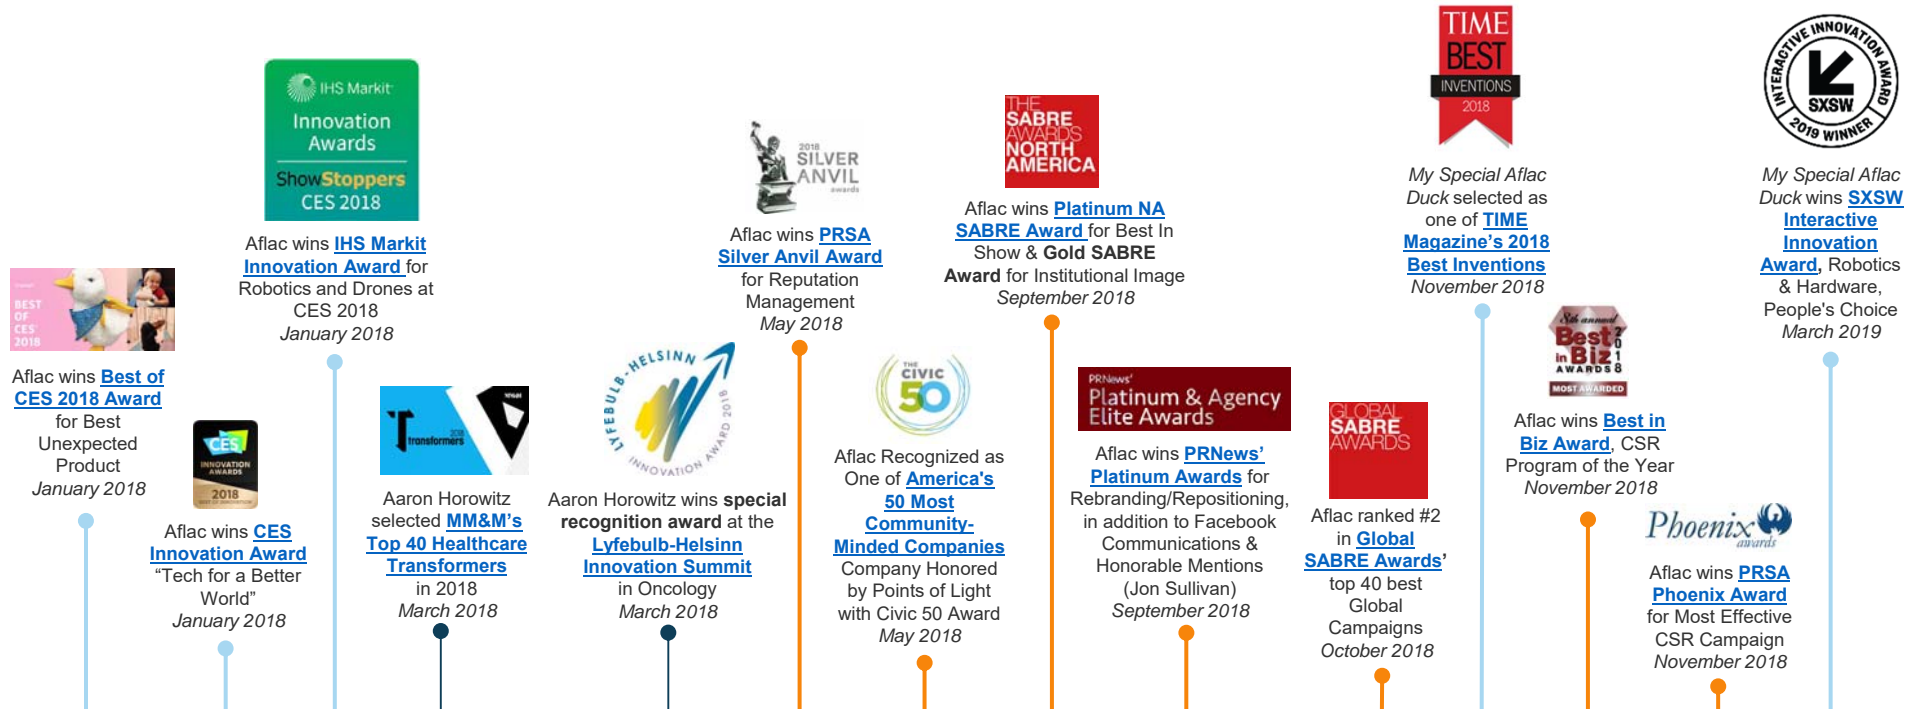 BEST
OF
CES'
2018
Aflac wins Best of
CES 2018 Award
for Best
Unexpected
Product
January 2018
CES
INNOVATION
AWARDS
2018
BEST OF INNOVATION
Aflac wins CES
Innovation Award
“Tech for a Better
World”
January 2018
IHS Markit
Innovation
Awards
ShowStoppers
CES 2018
Aflac wins IHS Markit
Innovation Award for
Robotics and Drones at
CES 2018
January 2018
2018
Transformers
Aaron Horowitz
selected MM&M’s
Top 40 Healthcare
Transformers
in 2018
March 2018
LYFEBULB-HELSINN
INNOVATION AWARD 2018
Aaron Horowitz wins special
recognition award at the
Lyfebulb-Helsinn
Innovation Summit
in Oncology
March 2018
2018
SILVER
ANVIL
awards
Aflac wins PRSA
Silver Anvil Award
for Reputation
Management
May 2018
THE
CIVIC
50
Aflac Recognized as
One of America's
50 Most
Community-
Minded Companies
Company Honored
by Points of Light
with Civic 50 Award
May 2018
THE
SABRE
AWARDS
NORTH
AMERICA
Aflac wins Platinum NA
SABRE Award for Best In
Show & Gold SABRE
Award for Institutional Image
September 2018
PRNews'
Platinum & Agency
Elite Awards
Aflac wins PRNews’
Platinum Awards for
Rebranding/Repositioning,
in addition to Facebook
Communications &
Honorable Mentions
(Jon Sullivan)
September 2018
GLOBAL
SABRE
AWARDS
Aflac ranked #2
in Global
SABRE Awards’
top 40 best
Global
Campaigns
October 2018
TIME
BEST
INVENTIONS
2018
My Special Aflac
Duck selected as
one of TIME
Magazine’s 2018
Best Inventions
November 2018
8th annual
Best
in Biz
2018
AWARDS
MOST AWARDED
Aflac wins Best in
Biz Award, CSR
Program of the Year
November 2018
Phoenix
awards
Aflac wins PRSA
Phoenix Award
for Most Effective
CSR Campaign
November 2018
INTERACTIVE INNOVATION AWARD
SXSW
2019 WINNER
My Special Aflac
Duck wins SXSW
Interactive
Innovation
Award, Robotics
& Hardware,
People's Choice
March 2019